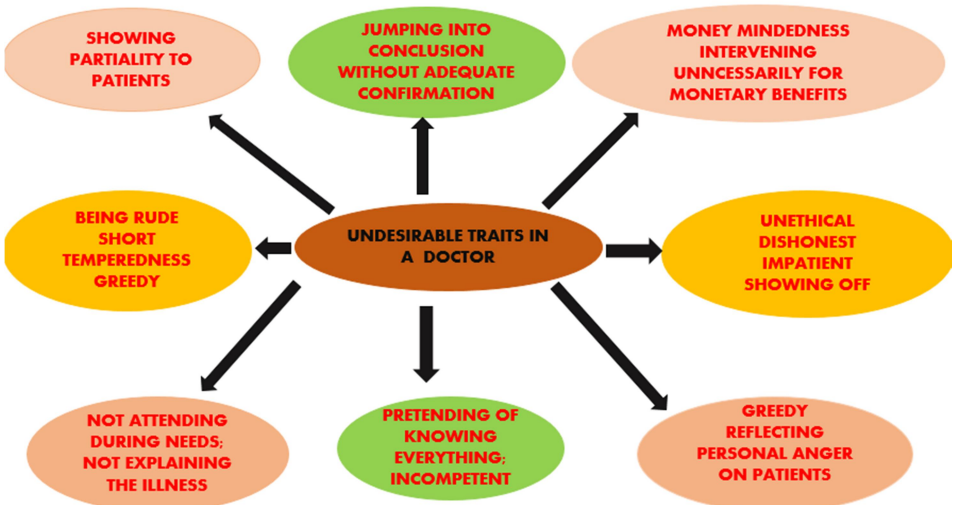 SHOWING
PARTIALITY TO
PATIENTS
JUMPING INTO
CONCLUSION
WITHOUT ADEQUATE
CONFIRMATION
MONEY MINDEDNESS
INTERVENING
UNNCESSARILY FOR
MONETARY BENEFITS
BEING RUDE
SHORT
TEMPEREDNESS
GREEDY
UNDESIRABLE TRAITS IN
A DOCTOR
UNETHICAL
DISHONEST
IMPATIENT
SHOWING OFF
NOT ATTENDING
DURING NEEDS;
NOT EXPLAINING
THE ILLNESS
PRETENDING OF
KNOWING
EVERYTHING;
INCOMPETENT
GREEDY
REFLECTING
PERSONAL ANGER
ON PATIENTS